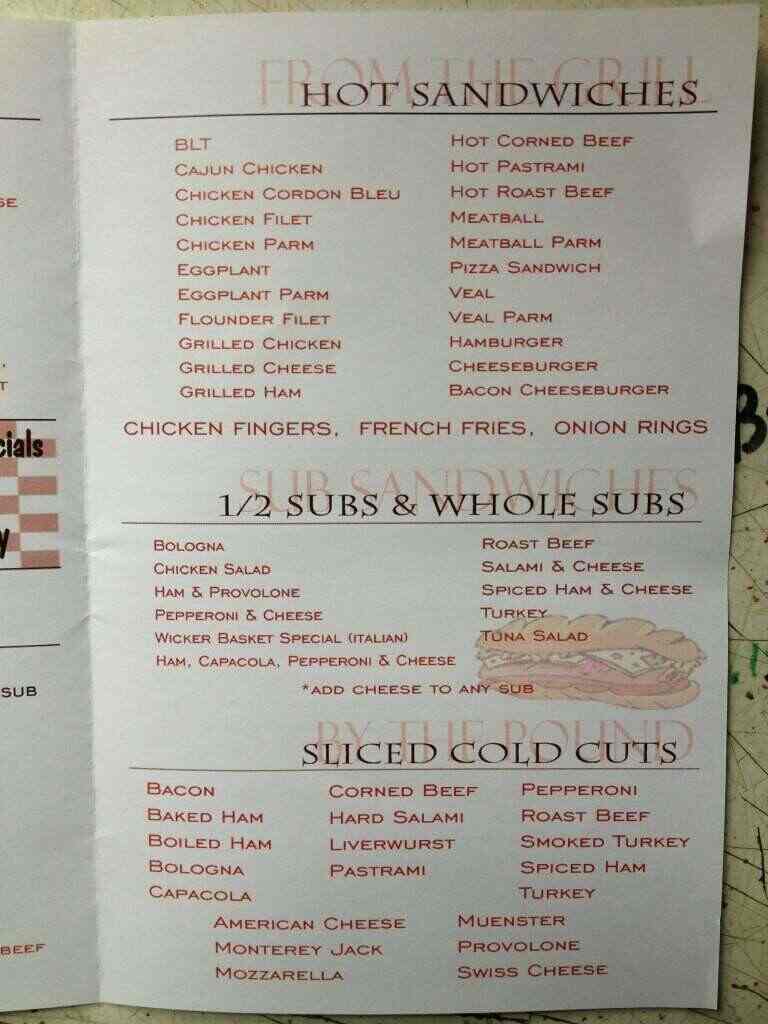 FROM THE GRILL
HOT SANDWICHES
BLT
CAJUN CHICKEN
CHICKEN CORDON BLEU
CHICKEN FILET
CHICKEN PARM
EGGPLANT
EGGPLANT PARM
FLOUNDER FILET
GRILLED CHICKEN
GRILLED CHEESE
GRILLED HAM
HOT CORNED BEEF
HOT PASTRAMI
HOT ROAST BEEF
MEATBALL
MEATBALL PARM
PIZZA SANDWICH
VEAL
VEAL PARM
HAMBURGER
CHEESEBURGER
BACON CHEESEBURGER
CHICKEN FINGERS, FRENCH FRIES, ONION RINGS
SUB SANDWICHES
1/2 SUBS & WHOLE SUBS
BOLOGNA
CHICKEN SALAD
HAM & PROVOLONE
PEPPERONI & CHEESE
WICKER BASKET SPECIAL (ITALIAN)
HAM, CAPACOLA, PEPPERONI & CHEESE
ROAST BEEF
SALAMI & CHEESE
SPICED HAM & CHEESE
TURKEY
TUNA SALAD
*ADD CHEESE TO ANY SUB
BY THE POUND
SLICED COLD CUTS
BACON
BAKED HAM
BOILED HAM
BOLOGNA
CAPACOLA
CORNED BEEF
HARD SALAMI
LIVERWURST
PASTRAMI
PEPPERONI
ROAST BEEF
SMOKED TURKEY
SPICED HAM
TURKEY
AMERICAN CHEESE
MONTEREY JACK
MOZZARELLA
MUENSTER
PROVOLONE
SWISS CHEESE
SUB
BEEF